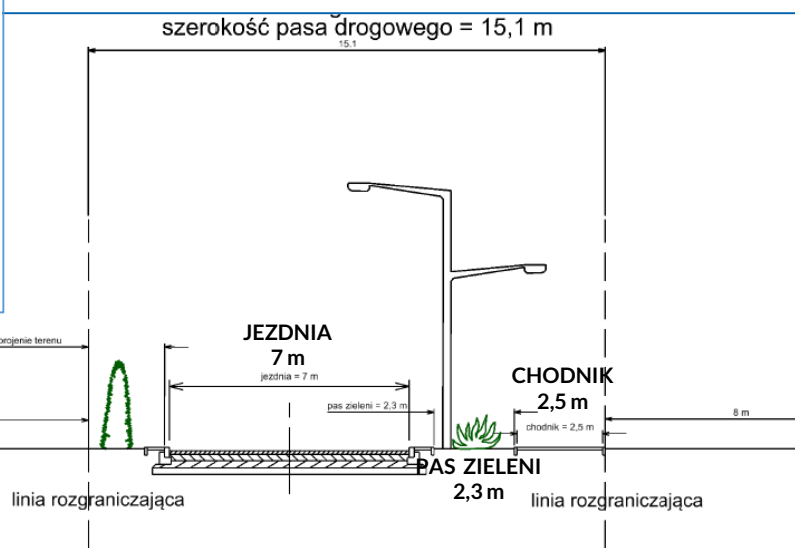 szerokość pasa drogowego = 15,1 m
15.1
terenu
JEZDNIA
7 m
jezdnia = 7 m
CHODNIK
2,5 m
pas zieleni = 2,3 m
8 m
chodnik = 2,5 m
PAS ZIELENI
2,3 m
linia rozgraniczająca
linia rozgraniczająca